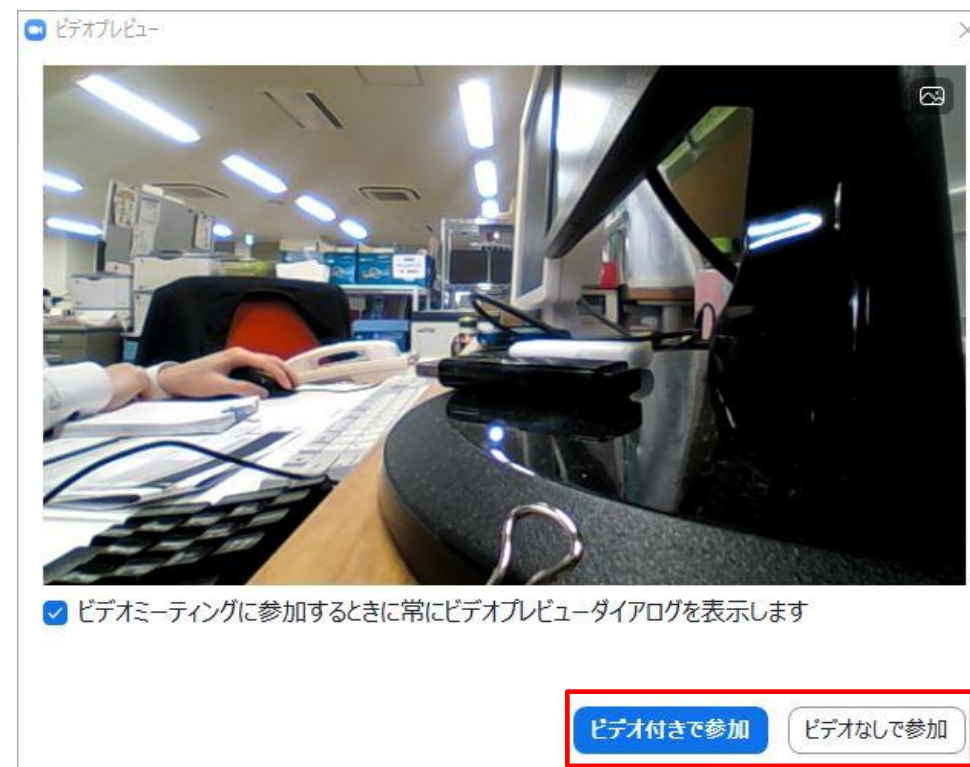 ビデオプレビュー
ビデオミーティングに参加するときに常にビデオプレビューダイアログを表示します
ビデオ付きで参加
ビデオなしで参加